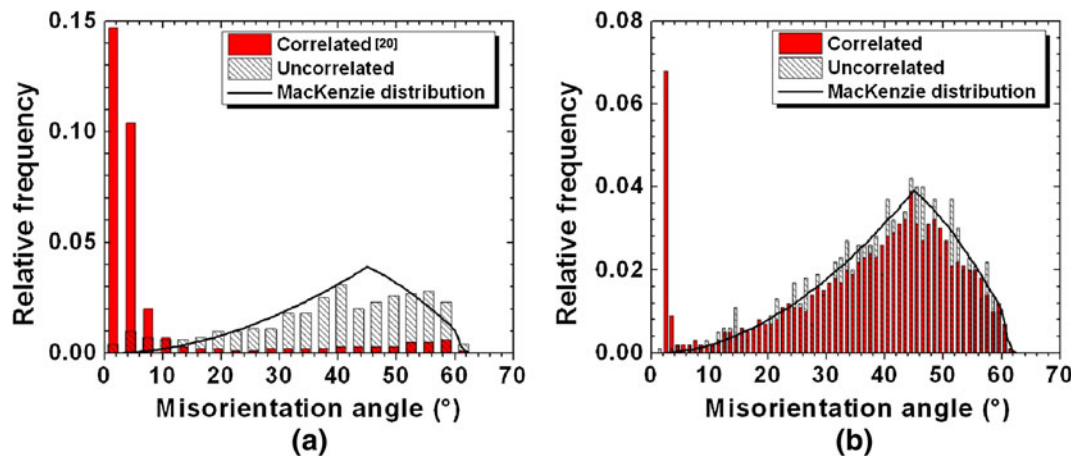 0.15
0.10
0.05
0.00
Relative frequency
Correlated [20]
Uncorrelated
MacKenzie distribution
0 10 20 30 40 50 60 70
Misorientation angle (°)
(a)
0.08
0.06
0.04
0.02
0.00
Relative frequency
Correlated
Uncorrelated
MacKenzie distribution
0 10 20 30 40 50 60 70
Misorientation angle (°)
(b)